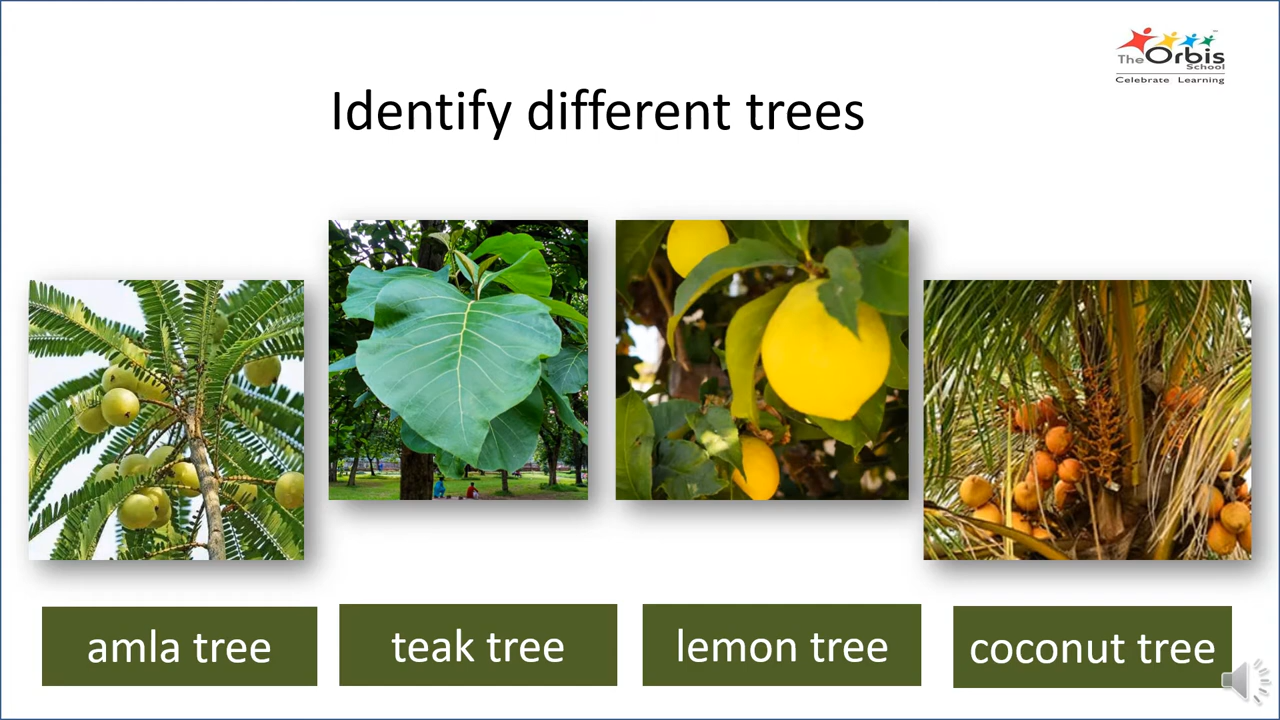 The Orbis
School
Celebrate Learning
Identify different trees
amla tree
teak tree
lemon tree
coconut tree